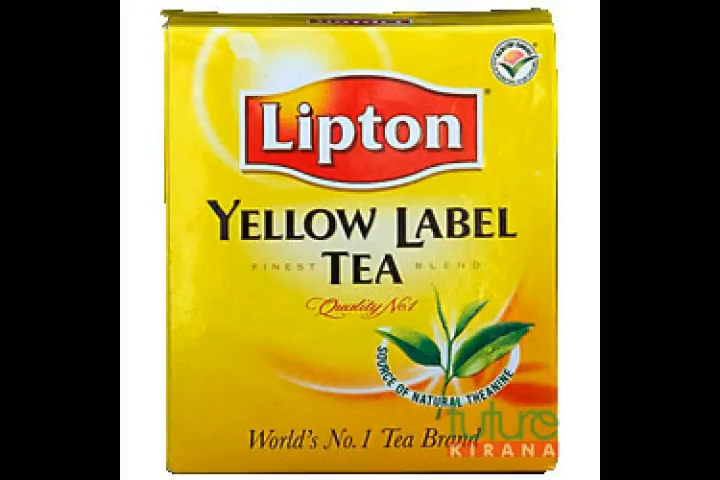 Lipton
YELLOW LABEL
FINEST TEA BLEND
Quality No.1
SOURCE OF NATURAL THEANINE
World's No. 1 Tea Brand
future
KIRANA